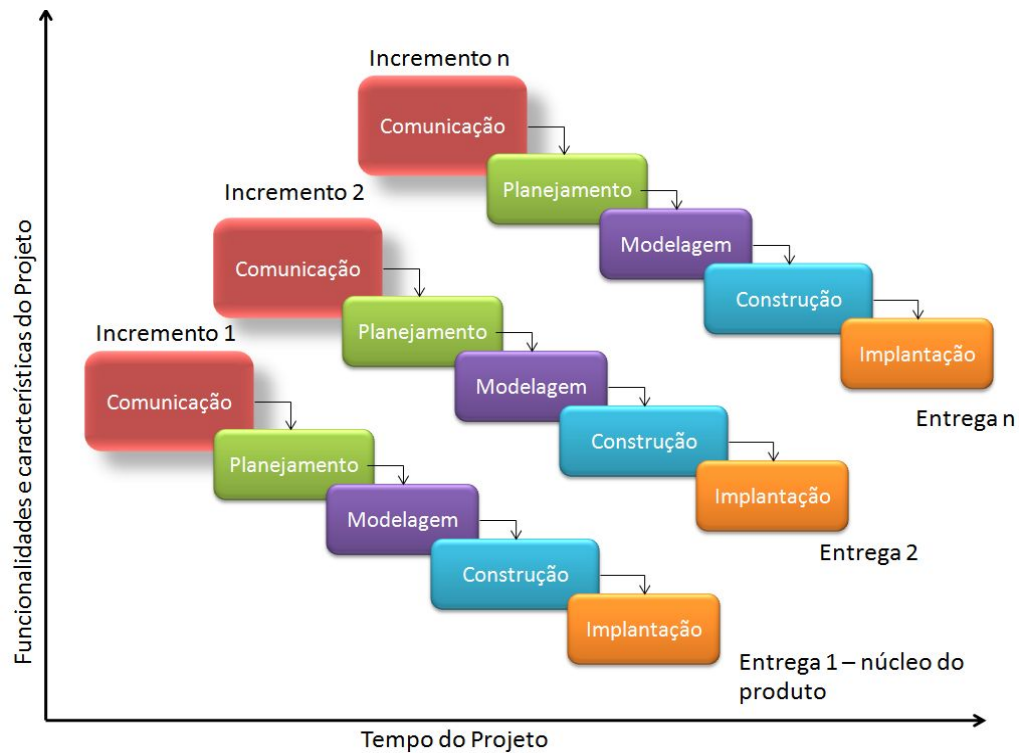 Funcionalidades e características do Projeto
Incremento n
Comunicação
Planejamento
Modelagem
Construção
Implantação
Entrega n
Incremento 2
Comunicação
Planejamento
Modelagem
Construção
Implantação
Entrega 2
Incremento 1
Comunicação
Planejamento
Modelagem
Construção
Implantação
Entrega 1 – núcleo do
produto
Tempo do Projeto